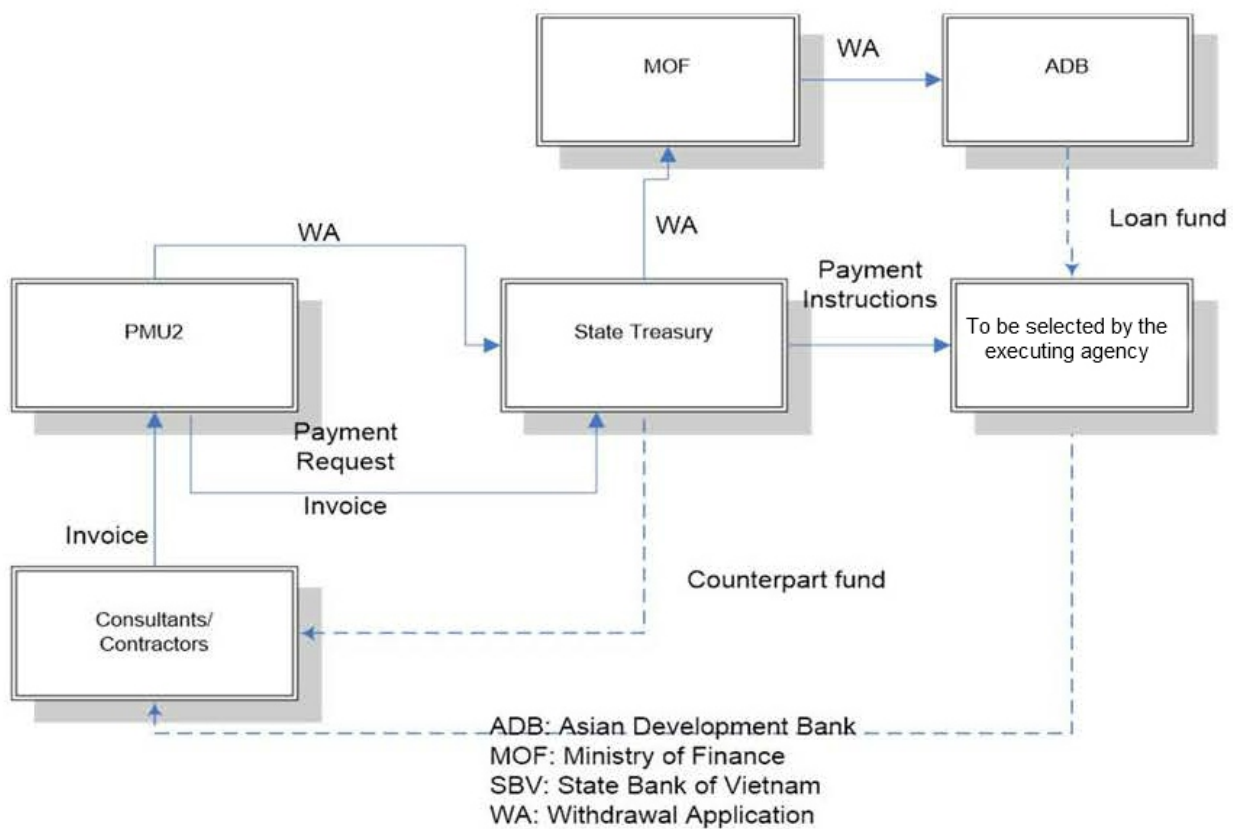 MOF
WA
ADB
WA
WA
Loan fund
Payment
Instructions
PMU2
State Treasury
To be selected by the
executing agency
Payment
Request
Invoice
Invoice
Counterpart fund
Consultants/
Contractors
ADB: Asian Development Bank
MOF: Ministry of Finance
SBV: State Bank of Vietnam
WA: Withdrawal Application